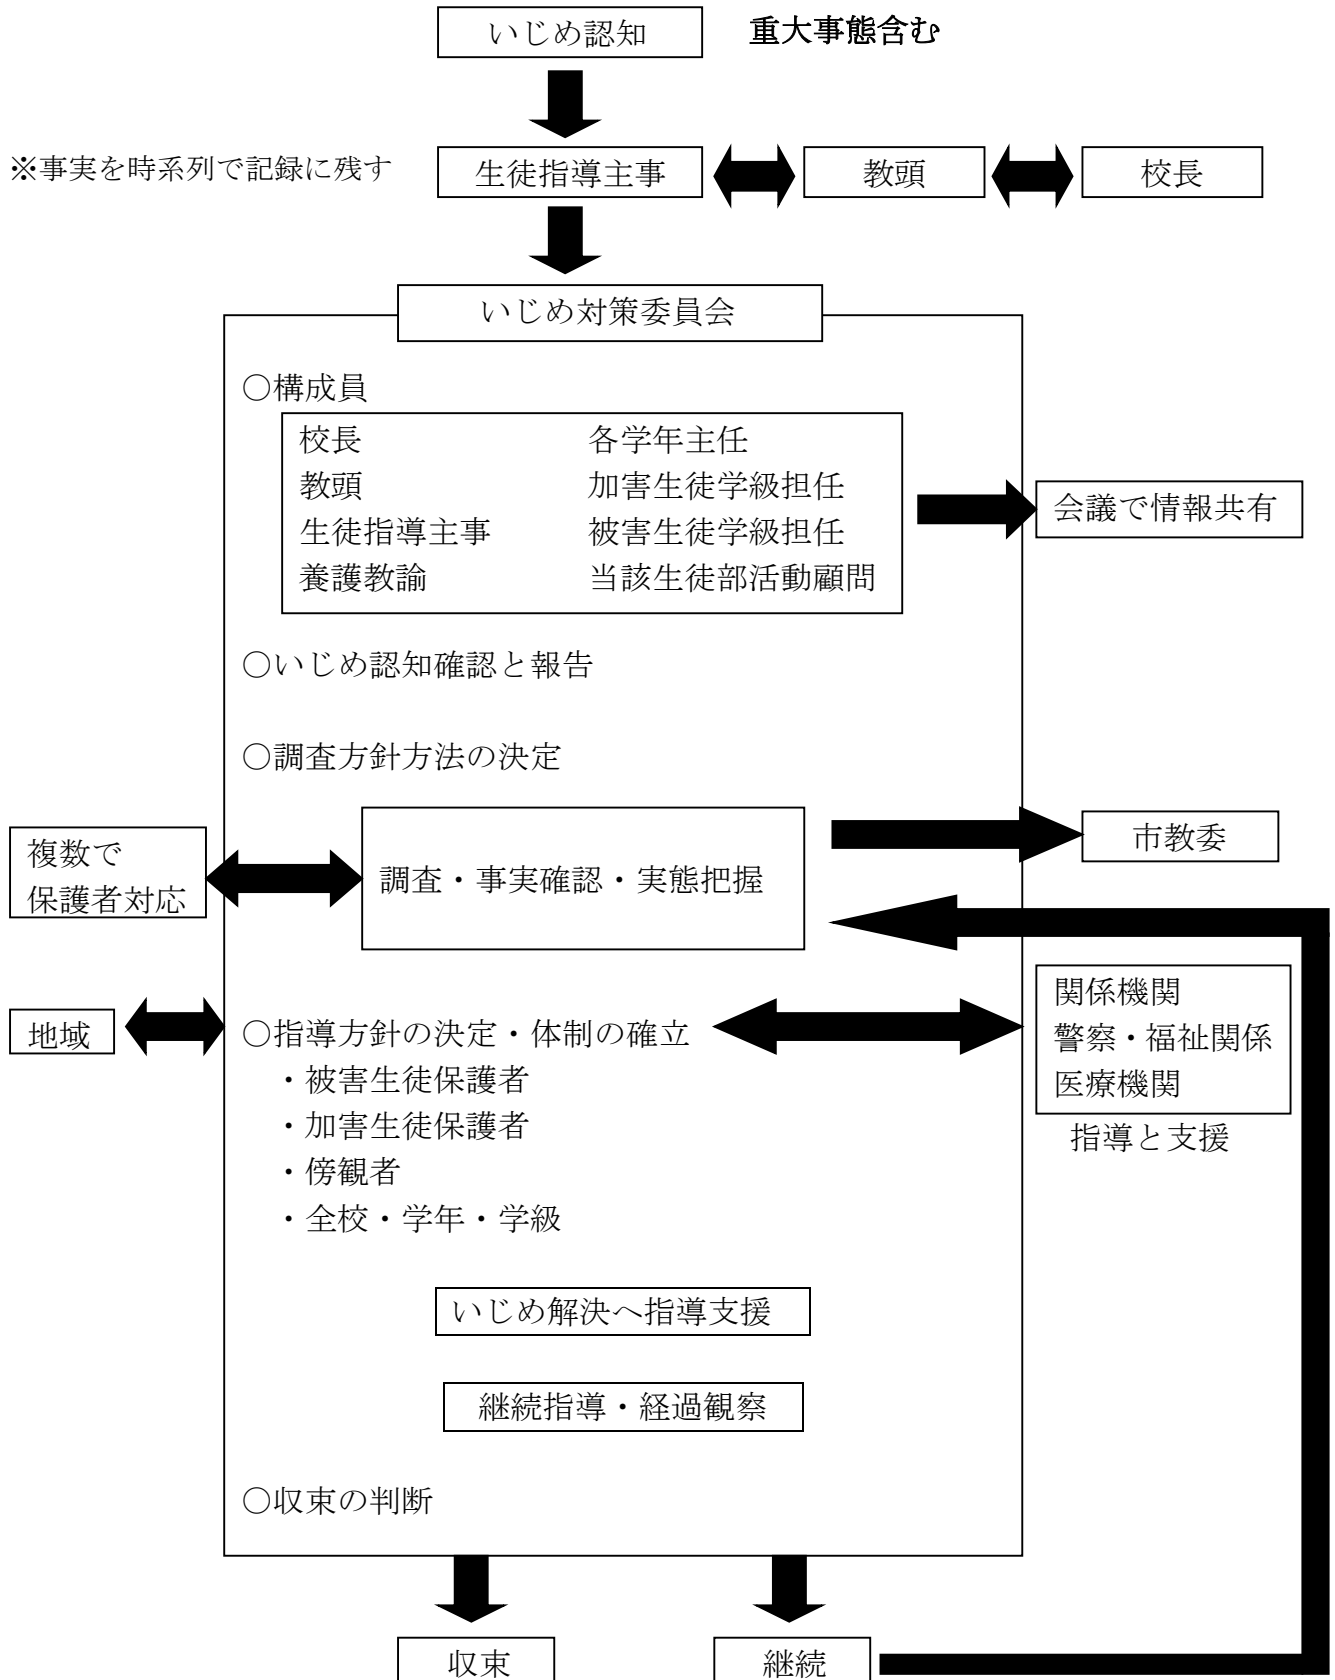 いじめ認知
重大事態含む
※事実を時系列で記録に残す
生徒指導主事
教頭
校長
いじめ対策委員会
○構成員
校長
各学年主任
教頭
加害生徒学級担任
生徒指導主事
被害生徒学級担任
養護教諭
当該生徒部活動顧問
会議で情報共有
○いじめ認知確認と報告
○調査方針方法の決定
複数で
保護者対応
調査・事実確認・実態把握
市教委
地域
○指導方針の決定・体制の確立
・被害生徒保護者
・加害生徒保護者
・傍観者
・全校・学年・学級
関係機関
警察・福祉関係
医療機関
指導と支援
いじめ解決へ指導支援
継続指導・経過観察
○収束の判断
収束
継続